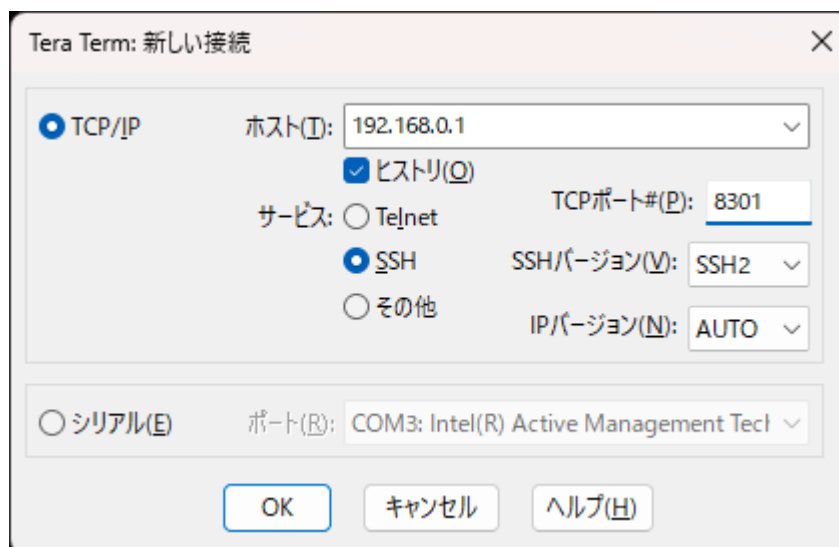 Tera Term: 新しい接続
TCP/IP
ホスト(T): 192.168.0.1
ヒストリ(O)
サービス: Telnet
TCPポート#(P): 8301
SSH
SSHバージョン(V): SSH2
その他
IPバージョン(N): AUTO
シリアル(E)
ポート(R): COM3: Intel(R) Active Management Tecl
OK
キャンセル
ヘルプ(H)